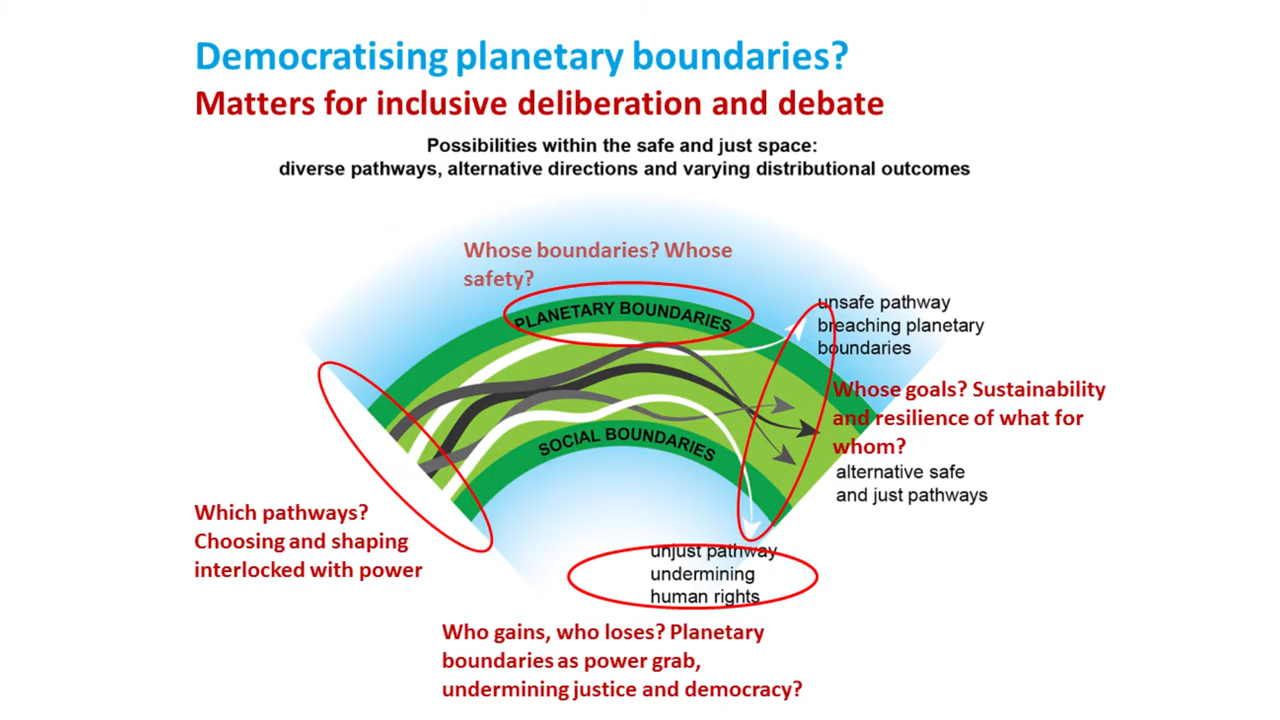 Democratising planetary boundaries?
Matters for inclusive deliberation and debate
Possibilities within the safe and just space:
diverse pathways, alternative directions and varying distributional outcomes
Whose boundaries? Whose
safety?
PLANETARY BOUNDARIES
unsafe pathway
breaching planetary
boundaries
Whose goals? Sustainability
and resilience of what for
whom?
SOCIAL BOUNDARIES
alternative safe
and just pathways
Which pathways?
Choosing and shaping
interlocked with power
unjust pathway
undermining
human rights
Who gains, who loses? Planetary
boundaries as power grab,
undermining justice and democracy?